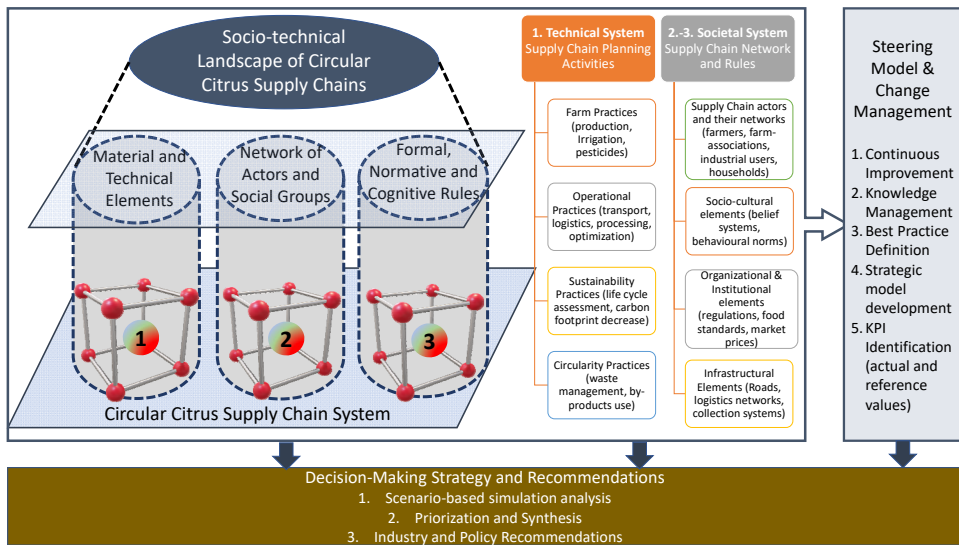 Socio-technical
Landscape of Circular
Citrus Supply Chains
Material and
Technical
Elements
Network of
Actors and
Social Groups
Formal,
Normative and
Cognitive Rules
1
2
3
Circular Citrus Supply Chain System
1. Technical System
Supply Chain Planning
Activities
Farm Practices
(production,
Irrigation,
pesticides)
Operational
Practices (transport,
logistics, processing,
optimization)
Sustainability
Practices (life cycle
assessment, carbon
footprint decrease)
Circularity Practices
(waste
management, by-
products use)
2.-3. Societal System
Supply Chain Network
and Rules
Supply Chain actors
and their networks
(farmers, farm-
associations,
industrial users,
households)
Socio-cultural
elements (belief
systems,
behavioural norms)
Organizational &
Institutional elements
(regulations, food
standards, market
prices)
Infrastructural
Elements (Roads,
logistics networks,
collection systems)
Steering
Model &
Change
Management
1. Continuous
Improvement
2. Knowledge
Management
3. Best Practice
Definition
4. Strategic
model
development
5. KPI
Identification
(actual and
reference
values)
Decision-Making Strategy and Recommendations
1. Scenario-based simulation analysis
2. Priorization and Synthesis
3. Industry and Policy Recommendations